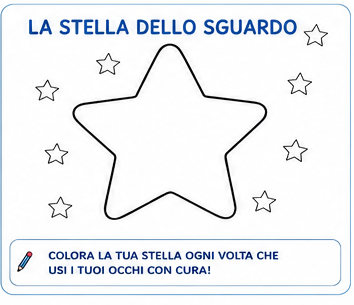 LA STELLA DELLO SGUARDO
COLORA LA TUA STELLA OGNI VOLTA CHE
USI I TUOI OCCHI CON CURA!